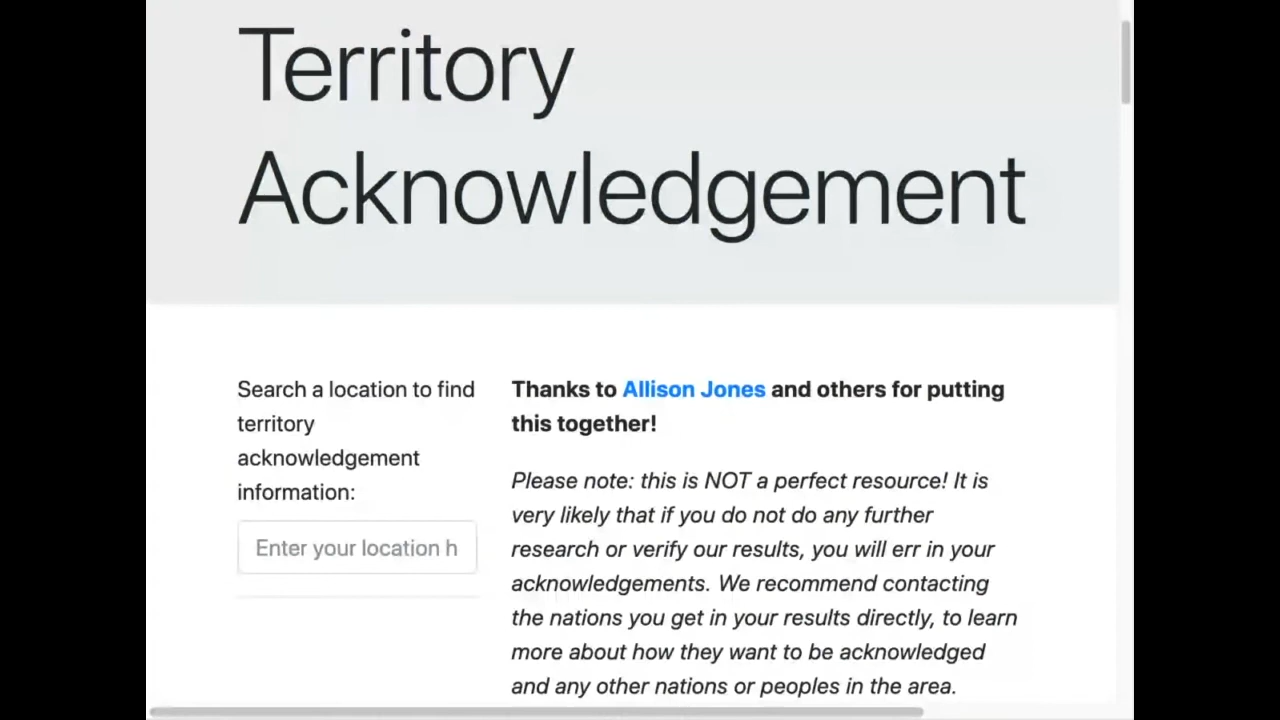 Territory
Acknowledgement
Search a location to find
territory
acknowledgement
information:
Enter your location h
Thanks to Allison Jones and others for putting
this together!
Please note: this is NOT a perfect resource! It is
very likely that if you do not do any further
research or verify our results, you will err in your
acknowledgements. We recommend contacting
the nations you get in your results directly, to learn
more about how they want to be acknowledged
and any other nations or peoples in the area.